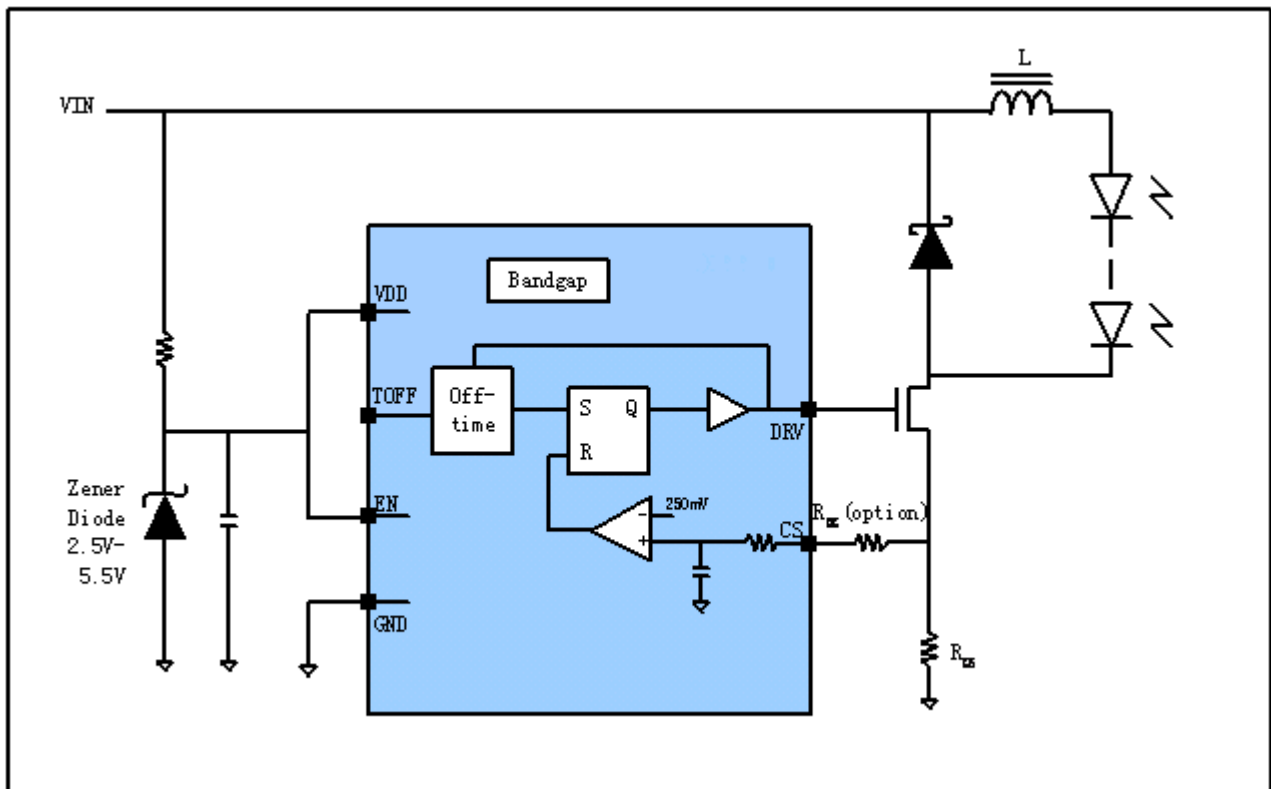 L
VIN
Bandgap
VDD
TOFF
Off-
time
S Q
R
DRV
Zener
Diode
2.5V-
5.5V
EN
250mV
CS
R (option)
GND
R